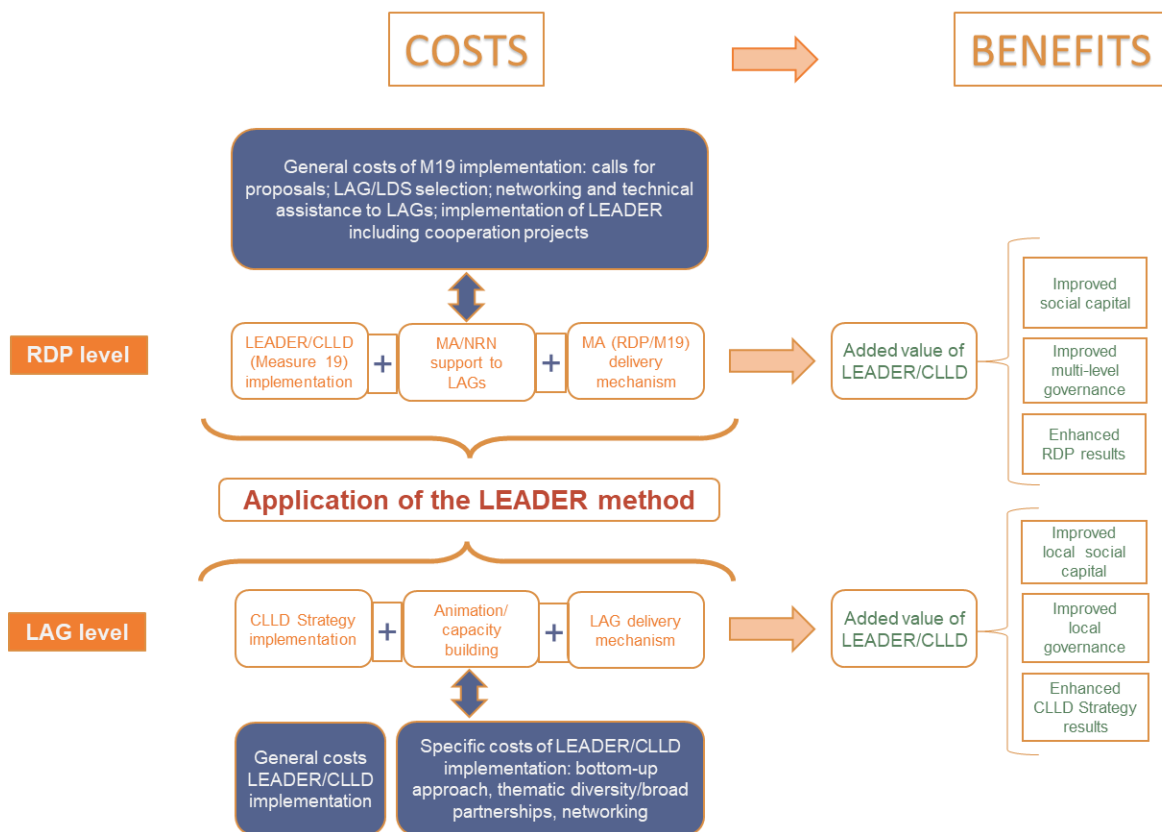 COSTS
BENEFITS
General costs of M19 implementation: calls for
proposals; LAG/LDS selection; networking and technical
assistance to LAGs; implementation of LEADER
including cooperation projects
RDP level
LEADER/CLLD
(Measure 19)
implementation
+
MA/NRN
support to
LAGs
+
MA (RDP/M19)
delivery
mechanism
Added value of
LEADER/CLLD
Improved
social capital
Improved
multi-level
governance
Enhanced
RDP results
Application of the LEADER method
LAG level
CLLD Strategy
implementation
+
Animation/
capacity
building
+
LAG delivery
mechanism
Added value of
LEADER/CLLD
Improved
local social
capital
Improved
local
governance
Enhanced
CLLD Strategy
results
General costs
LEADER/CLLD
implementation
Specific costs of LEADER/CLLD
implementation: bottom-up
approach, thematic diversity/broad
partnerships, networking